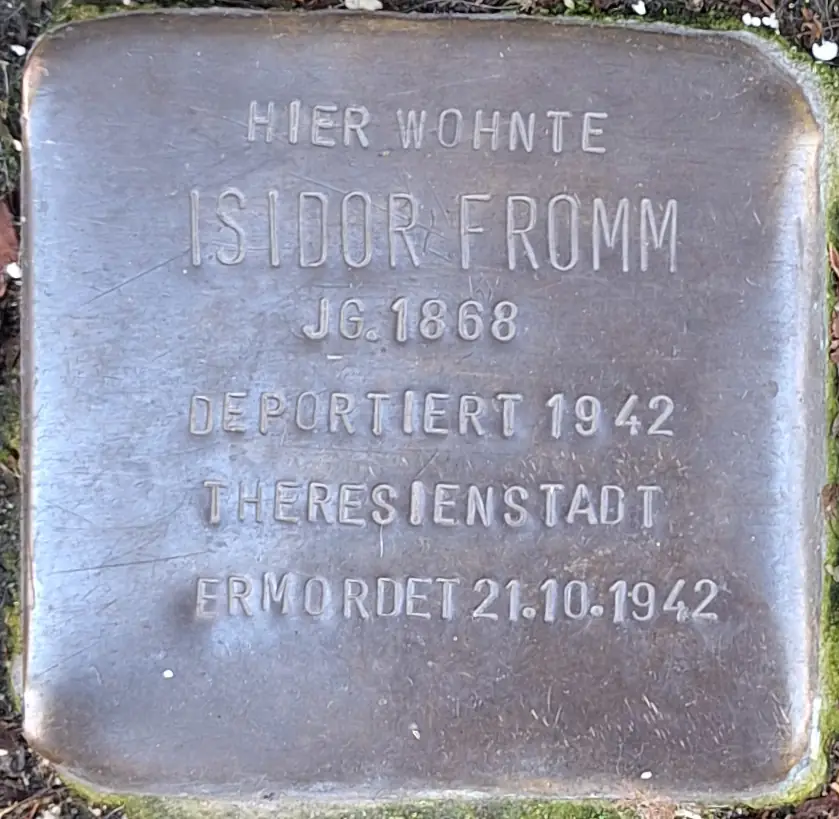 HIER WOHNTE
ISIDOR FROMM
JG. 1868
DEPORTIERT 1942
THERESIENSTADT
ERMORDET 21.10.1942